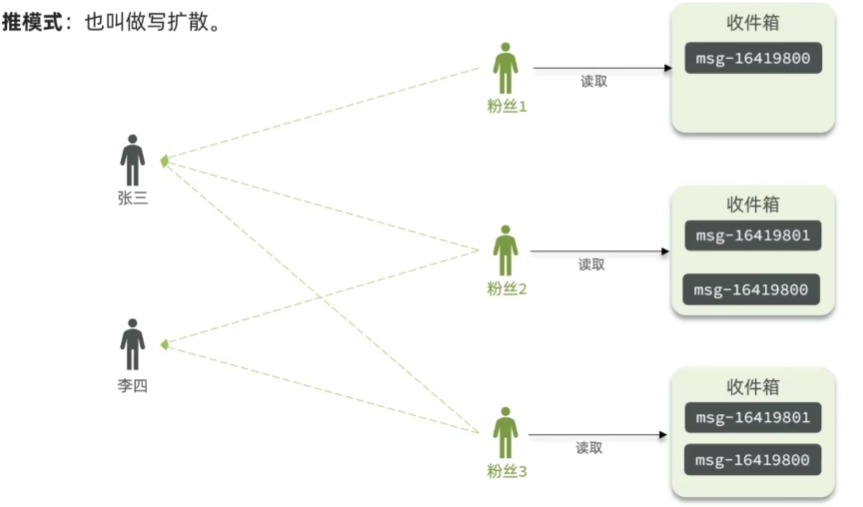 推模式：也叫做写扩散。
收件箱
msg-16419800
读取
粉丝1
张三
收件箱
msg-16419801
读取
粉丝2
msg-16419800
李四
收件箱
msg-16419801
读取
msg-16419800
粉丝3